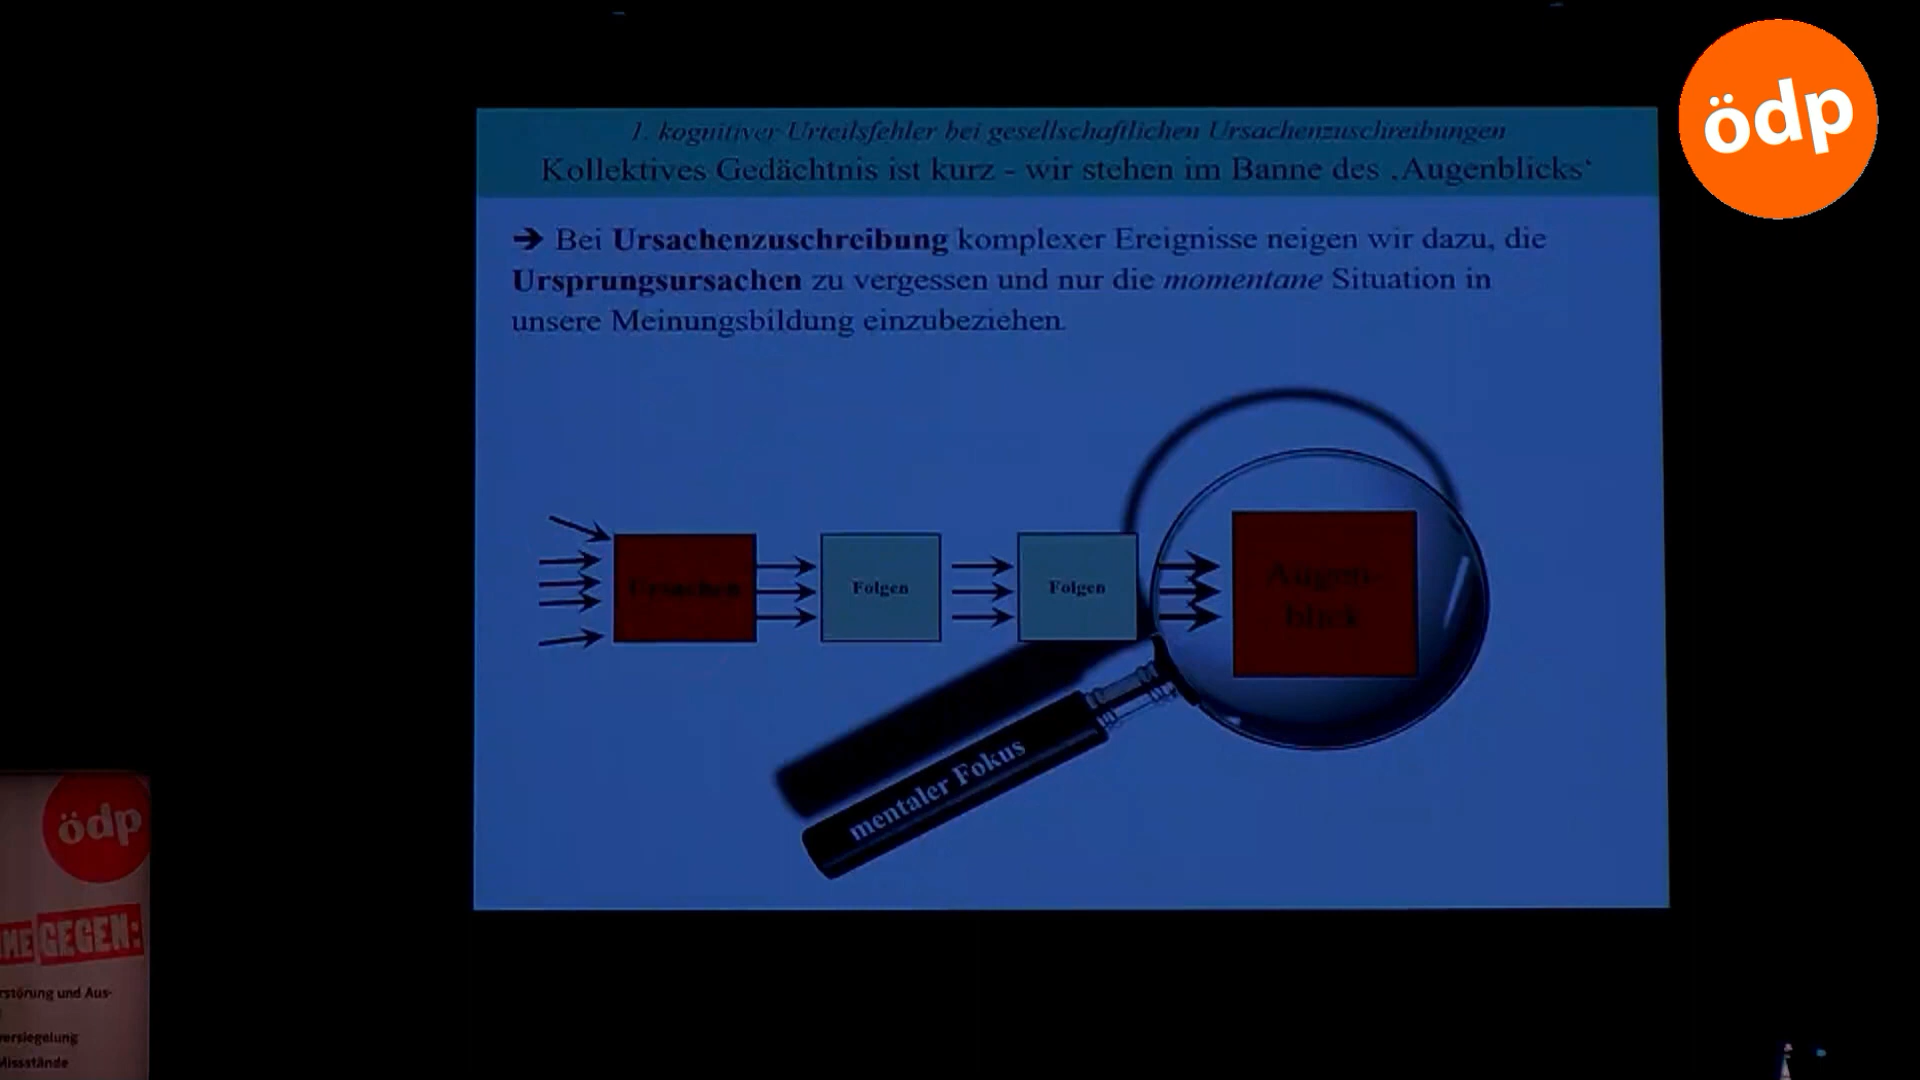 ödp
1. kognitiver Urteilsfehler bei gesellschaftlichen Ursachenzuschreibungen
Kollektives Gedächtnis ist kurz - wir stehen im Banne des ‚Augenblicks‘
➔ Bei Ursachenzuschreibung komplexer Ereignisse neigen wir dazu, die
Ursprungsursachen zu vergessen und nur die momentane Situation in
unsere Meinungsbildung einzubeziehen.
Ursachen
Folgen
Folgen
Augen-
blick
mentaler Fokus
ödp
GEGEN:
und Aus-